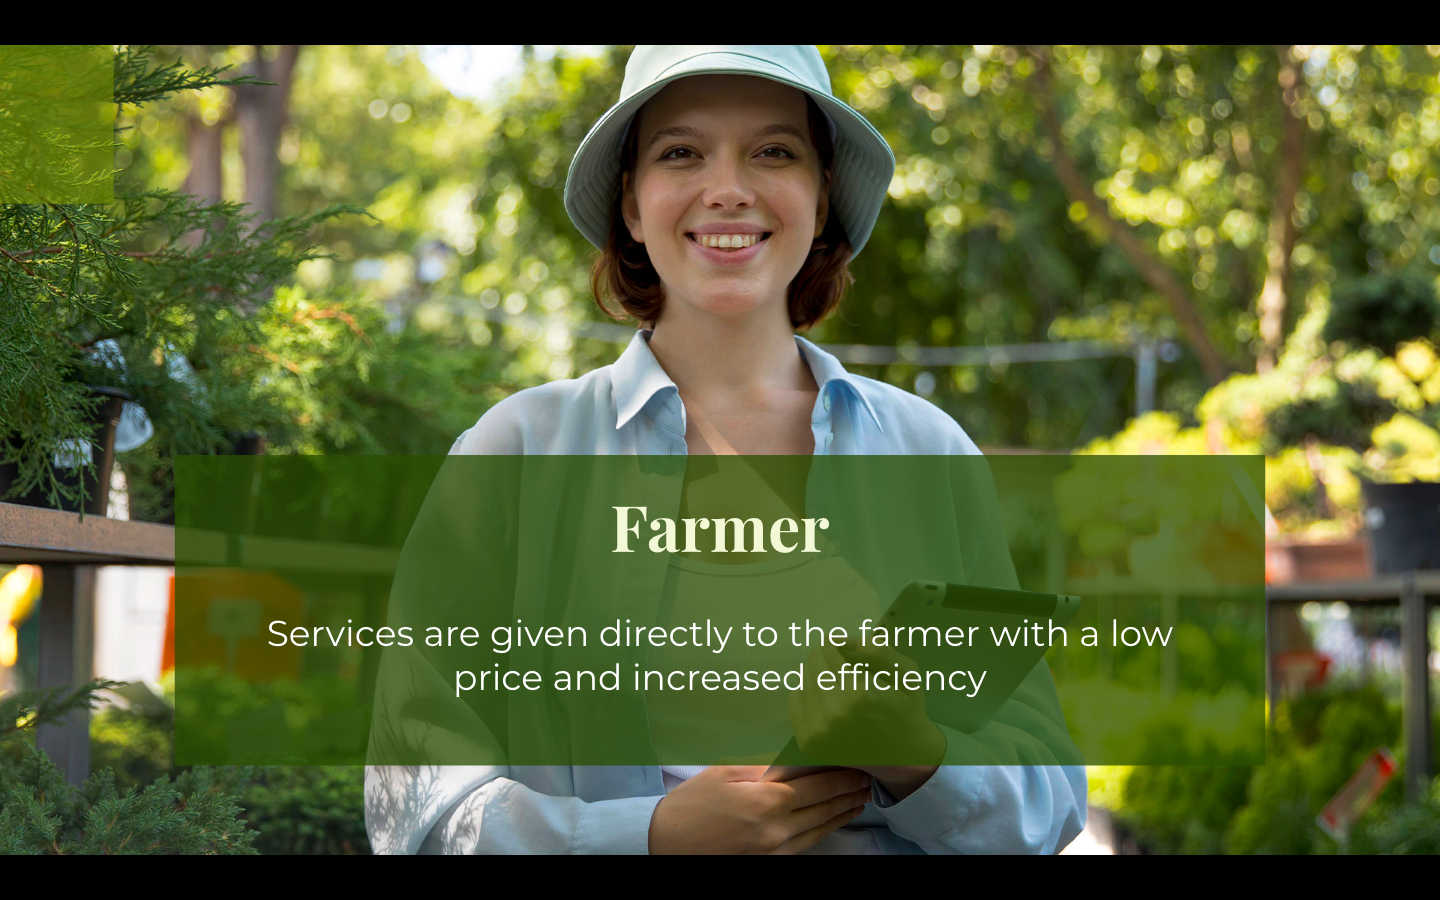 Farmer
Services are given directly to the farmer with a low
price and increased efficiency